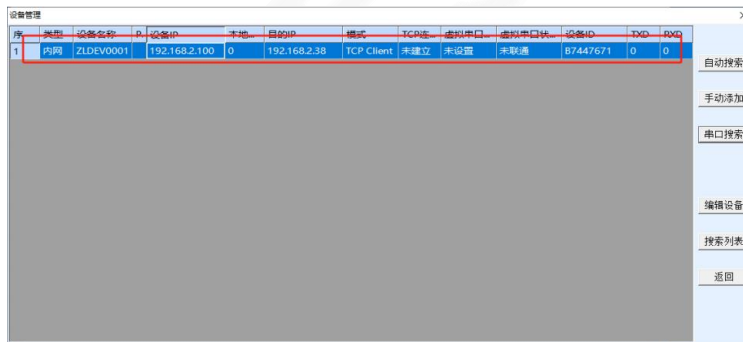 设备管理
序 类型 设备名称 P. 设备IP 本地... 目的IP 模式 TCP连... 虚拟串口... 虚拟串口状... 设备ID TXD RXD
1 内网 ZLDEV0001 192.168.2.100 0 192.168.2.38 TCP Client 未建立 未设置 未联通 B7447671 0 0
自动搜索
手动添加
串口搜索
编辑设备
搜索列表
返回